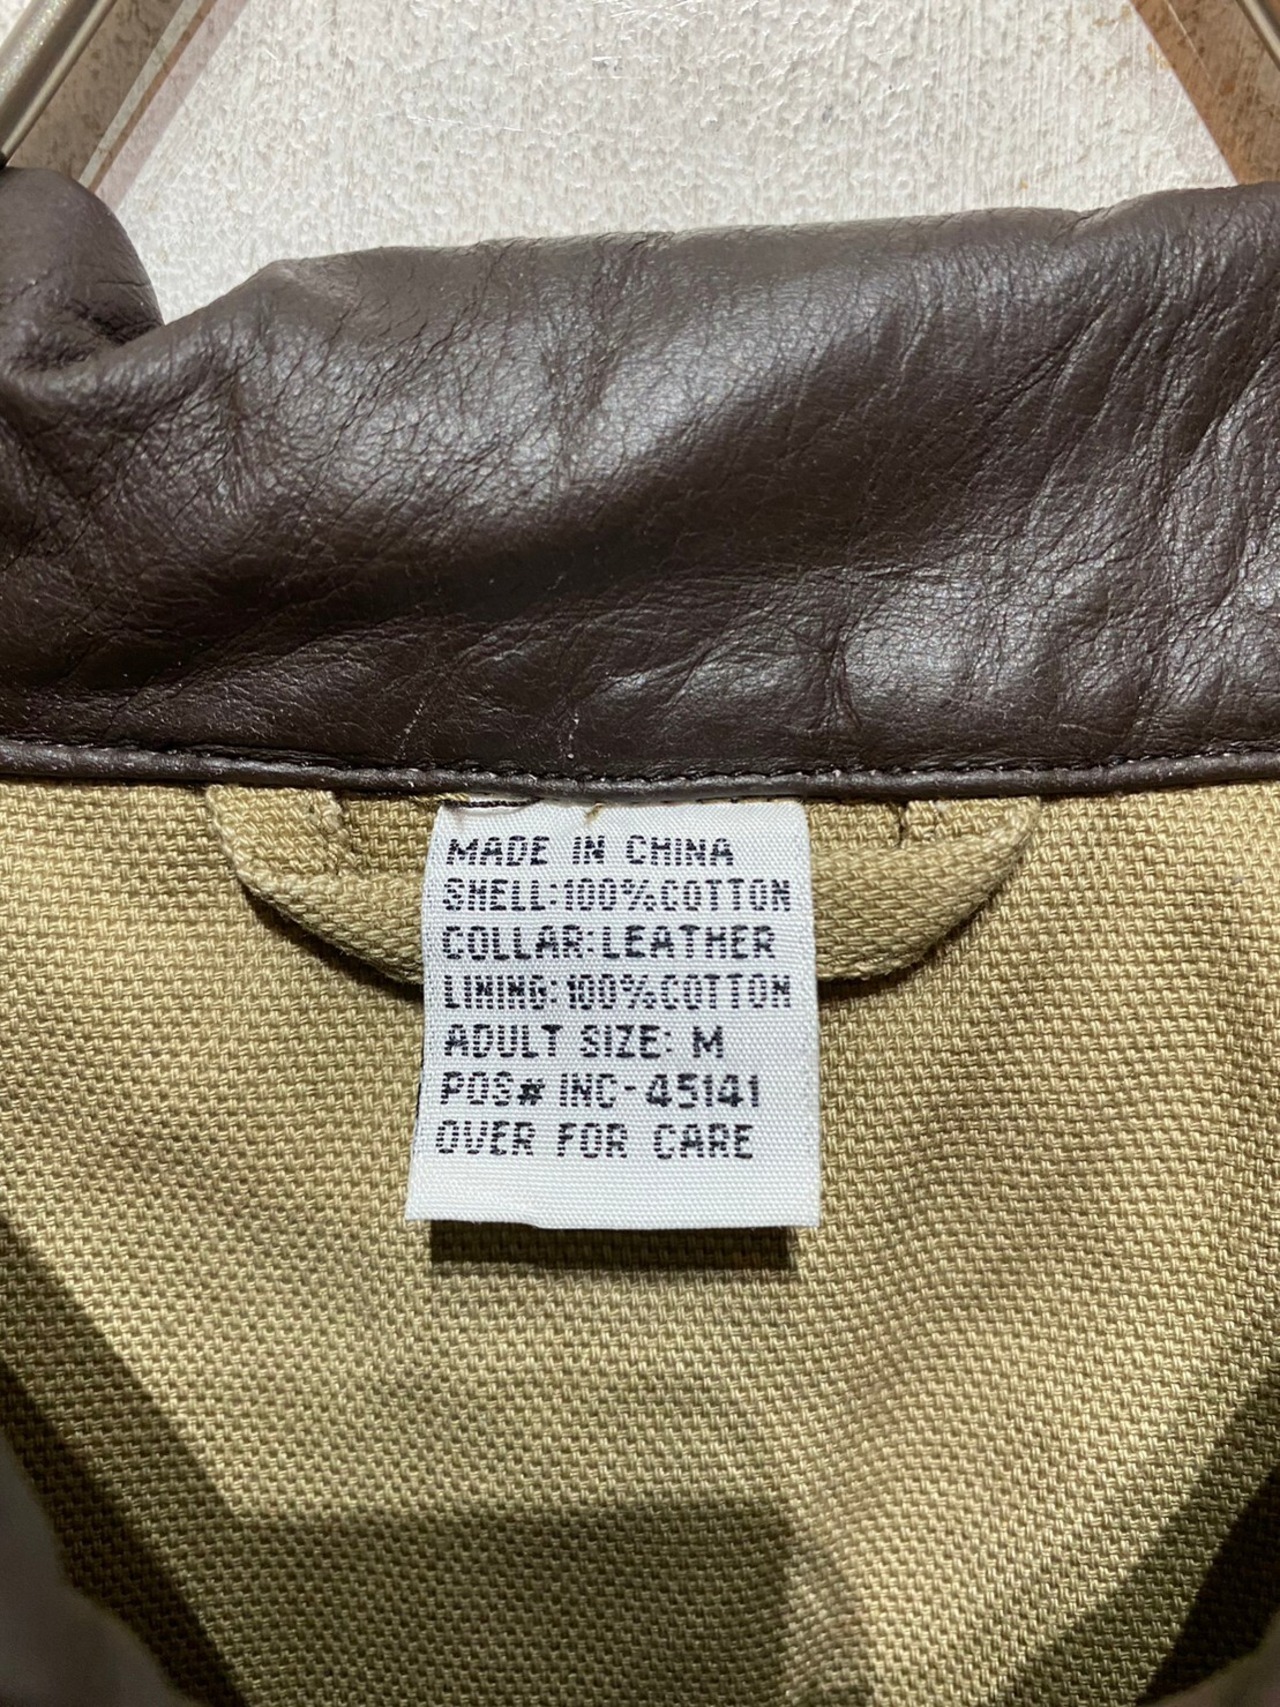 MADE IN CHINA
SHELL:100%COTTON
COLLAR:LEATHER
LINING:100%COTTON
ADULT SIZE: M
POS# INC-45141
OVER FOR CARE